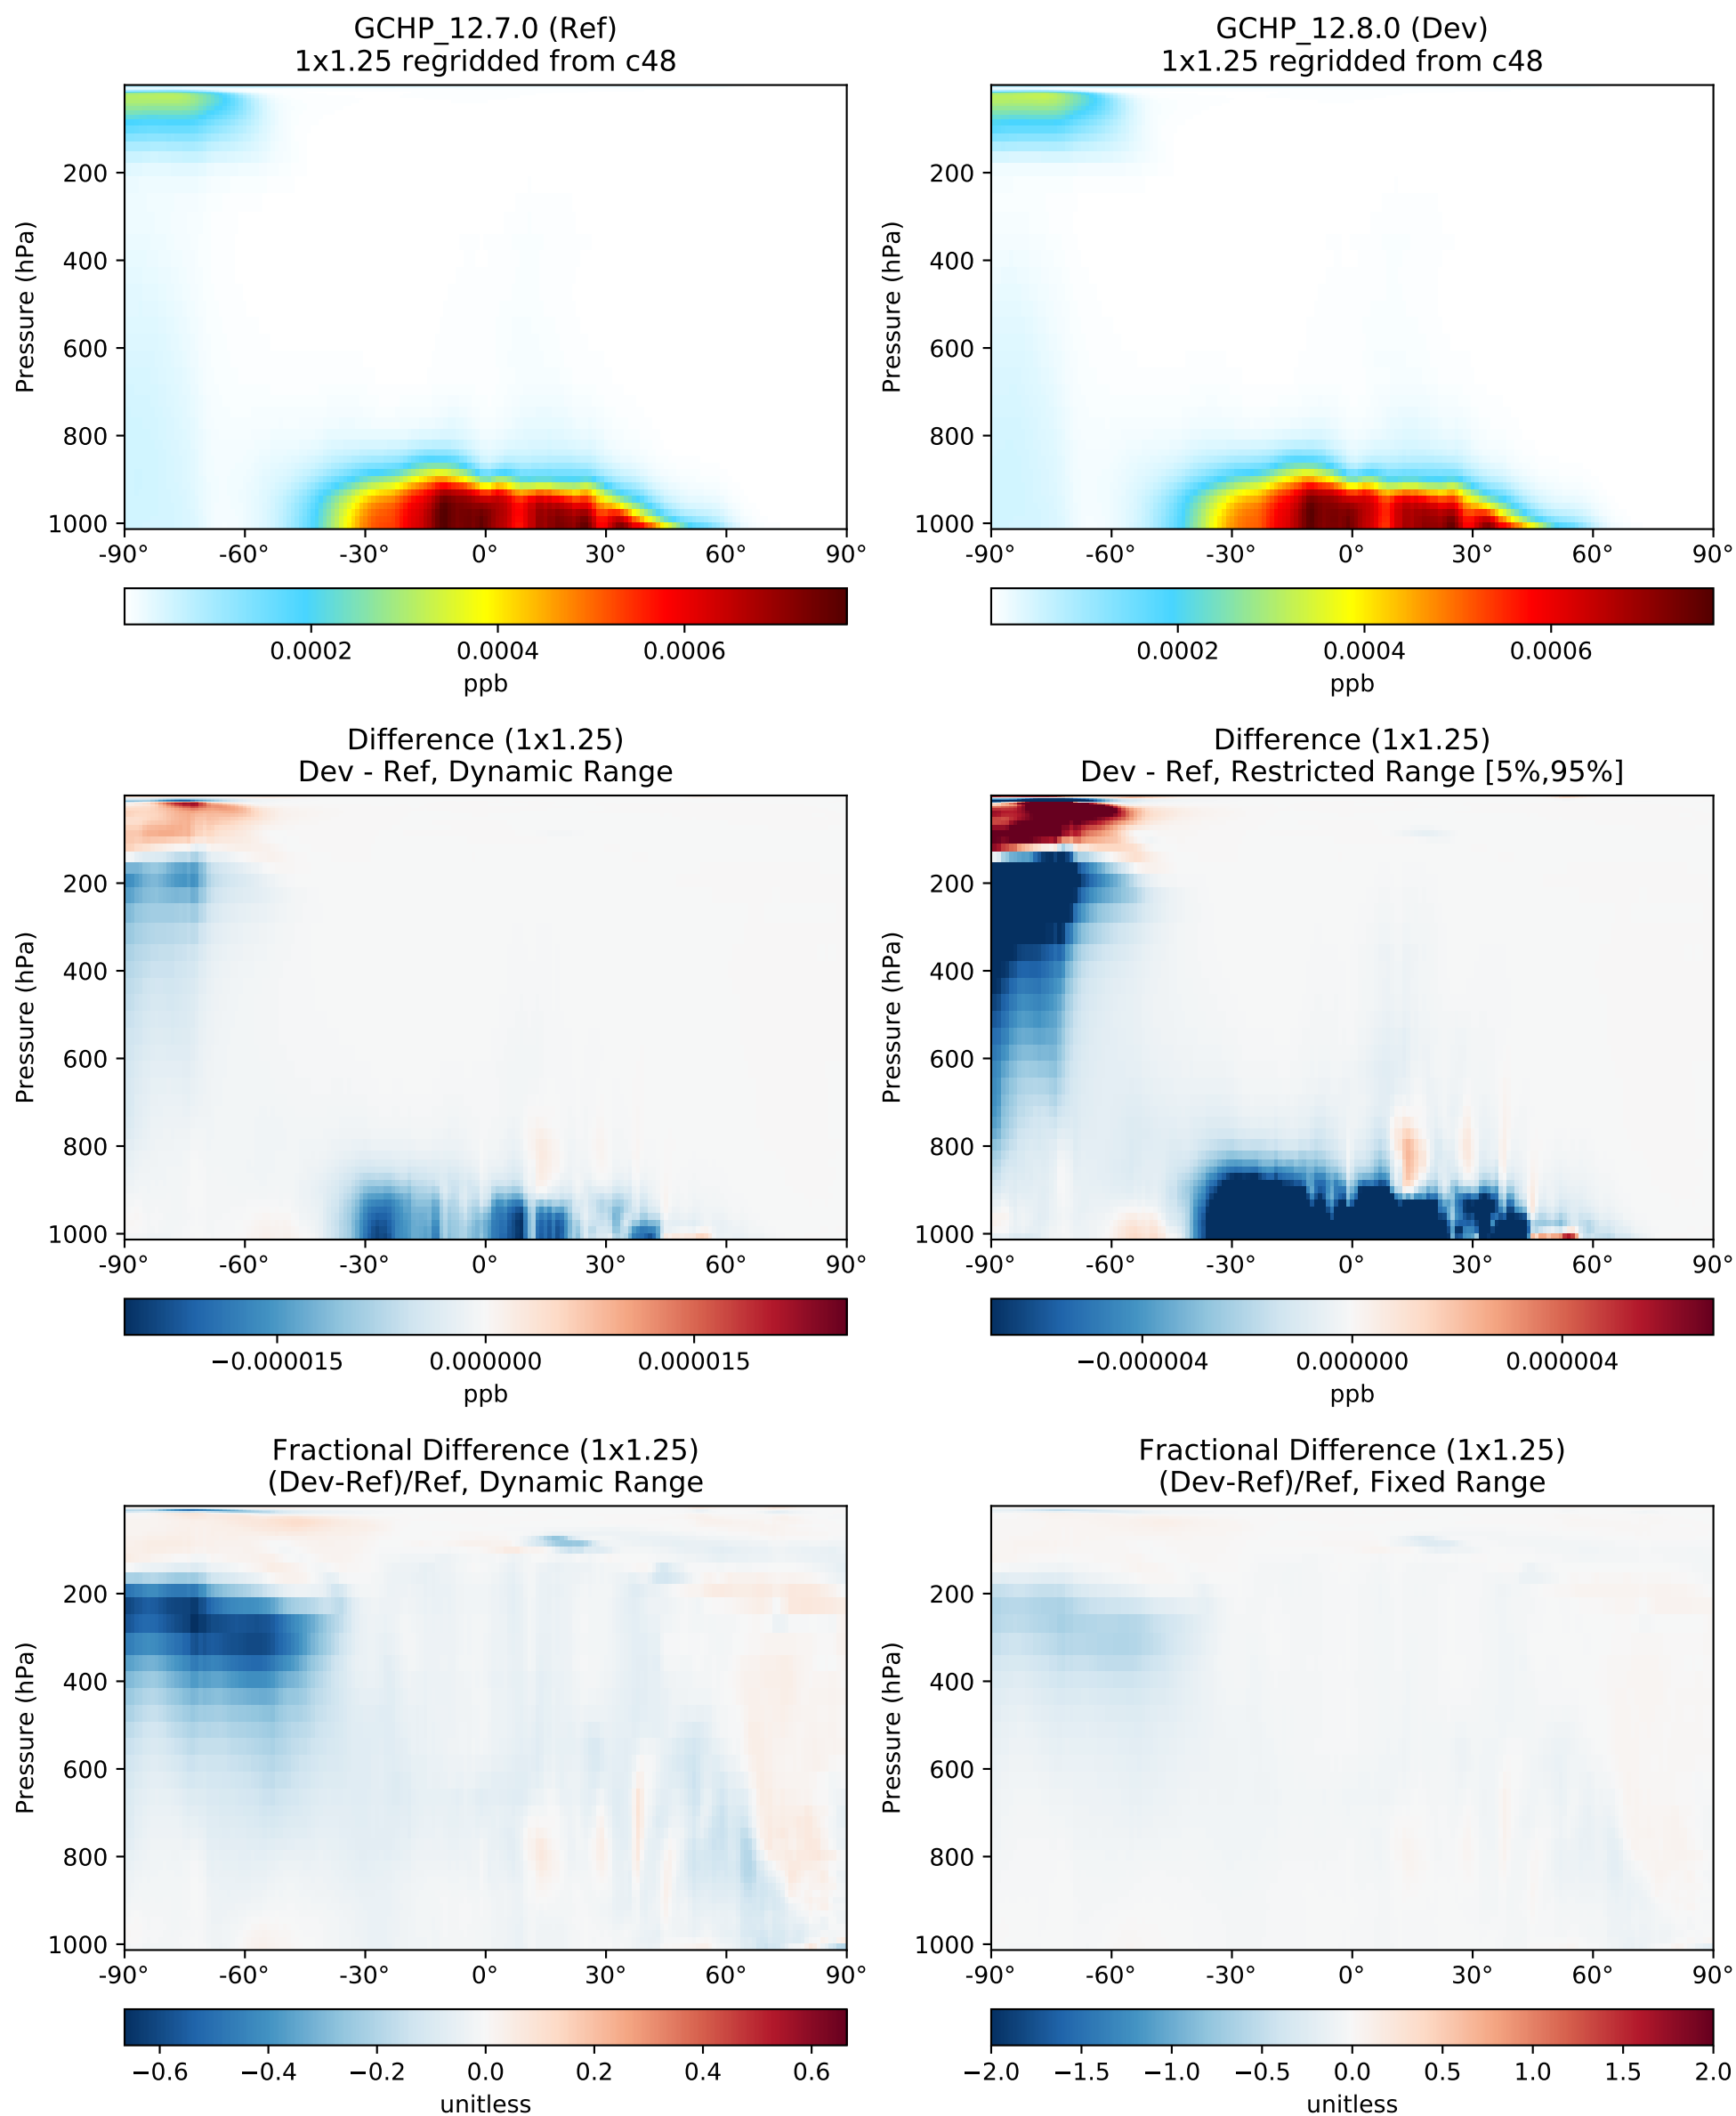 GCHP_12.7.0 (Ref)
1x1.25 regridded from c48
Pressure (hPa)
200
400
600
800
1000
-90° -60° -30° 0° 30° 60° 90°
0.0002 0.0004 0.0006
ppb
GCHP_12.8.0 (Dev)
1x1.25 regridded from c48
Pressure (hPa)
200
400
600
800
1000
-90° -60° -30° 0° 30° 60° 90°
0.0002 0.0004 0.0006
ppb
Difference (1x1.25)
Dev - Ref, Dynamic Range
Pressure (hPa)
200
400
600
800
1000
-90° -60° -30° 0° 30° 60° 90°
−0.000015 0.000000 0.000015
ppb
Difference (1x1.25)
Dev - Ref, Restricted Range [5%,95%]
Pressure (hPa)
200
400
600
800
1000
-90° -60° -30° 0° 30° 60° 90°
−0.000004 0.000000 0.000004
ppb
Fractional Difference (1x1.25)
(Dev-Ref)/Ref, Dynamic Range
Pressure (hPa)
200
400
600
800
1000
-90° -60° -30° 0° 30° 60° 90°
−0.6 −0.4 −0.2 0.0 0.2 0.4 0.6
unitless
Fractional Difference (1x1.25)
(Dev-Ref)/Ref, Fixed Range
Pressure (hPa)
200
400
600
800
1000
-90° -60° -30° 0° 30° 60° 90°
−2.0 −1.5 −1.0 −0.5 0.0 0.5 1.0 1.5 2.0
unitless